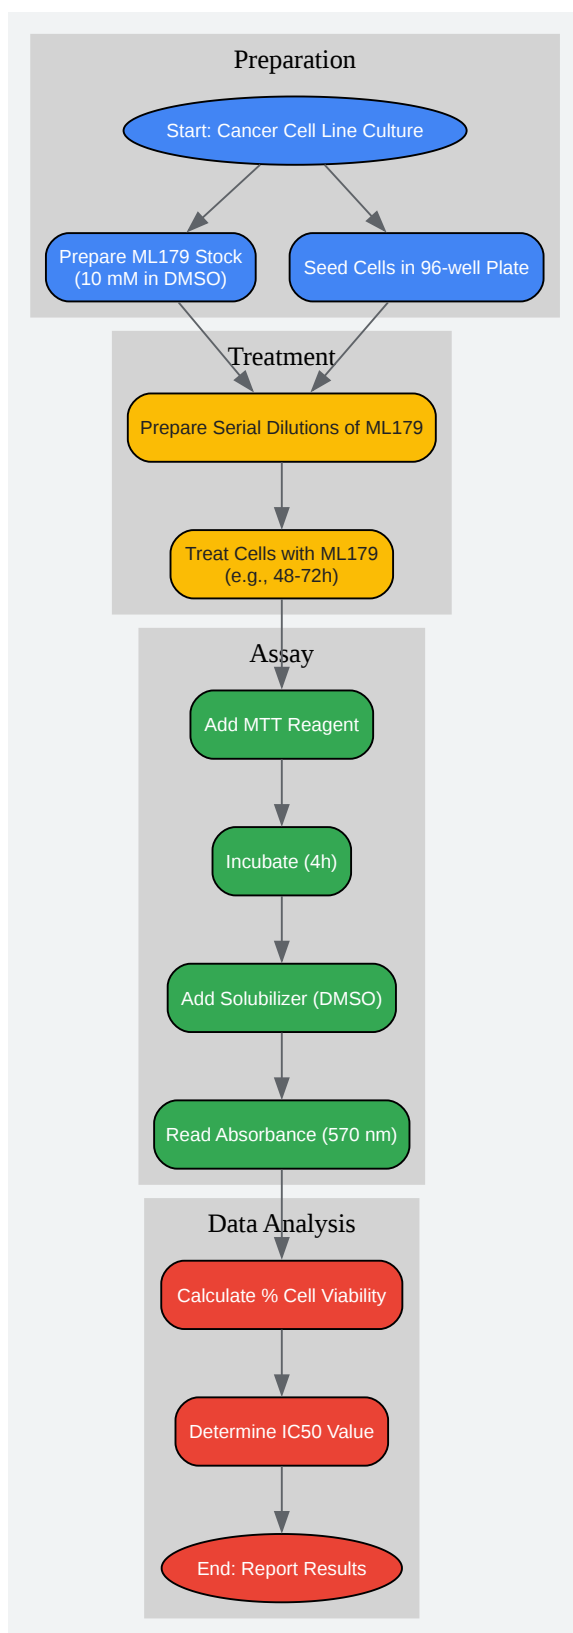 Preparation
Start: Cancer Cell Line Culture
Prepare ML179 Stock
(10 mM in DMSO)
Seed Cells in 96-well Plate
Treatment
Prepare Serial Dilutions of ML179
Treat Cells with ML179
(e.g., 48-72h)
Assay
Add MTT Reagent
Incubate (4h)
Add Solubilizer (DMSO)
Read Absorbance (570 nm)
Data Analysis
Calculate % Cell Viability
Determine IC50 Value
End: Report Results